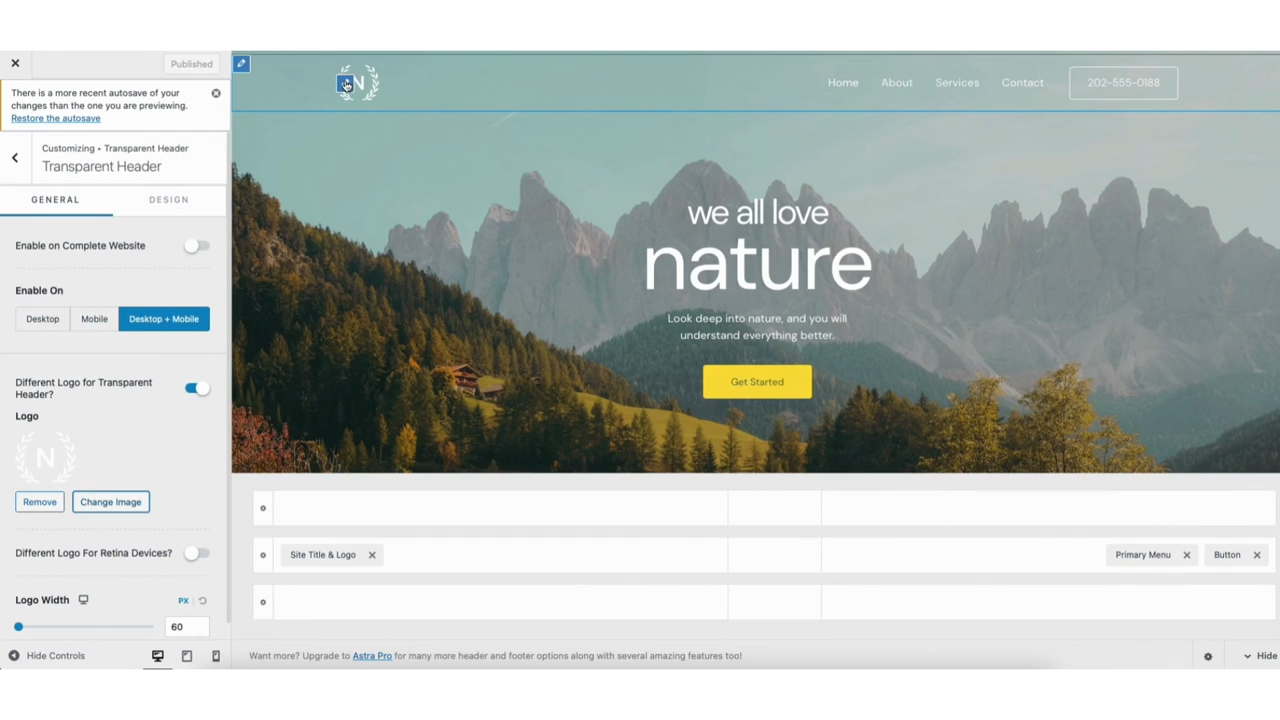 Published
There is a more recent autosave of your
changes than the one you are previewing.
Restore the autosave
Customizing • Transparent Header
Transparent Header
GENERAL
DESIGN
Enable on Complete Website
Enable On
Desktop
Mobile
Desktop + Mobile
Different Logo for Transparent
Header?
Logo
N
Remove
Change Image
Different Logo For Retina Devices?
Logo Width
PX
60
Hide Controls
N
Home
About
Services
Contact
202-555-0188
we all love
nature
Look deep into nature, and you will
understand everything better.
Get Started
Site Title & Logo
Primary Menu
Button
Want more? Upgrade to Astra Pro for many more header and footer options along with several amazing features too!
Hide